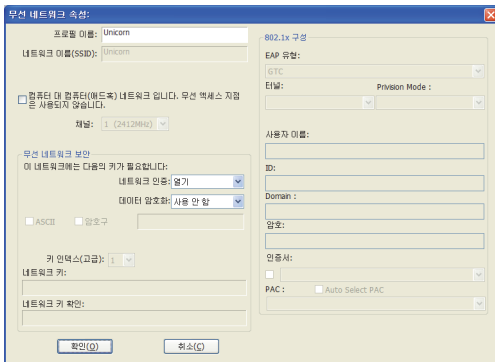 무선 네트워크 속성:
프로필 이름: Unicorn
네트워크 이름(SSID): Unicorn
컴퓨터 대 컴퓨터(애드혹) 네트워크 입니다. 무선 액세스 지점
은 사용되지 않습니다.
채널: 1 (2412MHz)
무선 네트워크 보안
이 네트워크에는 다음의 키가 필요합니다:
네트워크 인증: 열기
데이터 암호화: 사용 안 함
ASCII 암호구
키 인덱스(고급): 1
네트워크 키:
네트워크 키 확인:
확인(O) 취소(C)
802.1x 구성
EAP 유형:
GTC
터널: Privision Mode :
사용자 이름:
ID:
Domain :
암호:
인증서:
PAC : Auto Select PAC